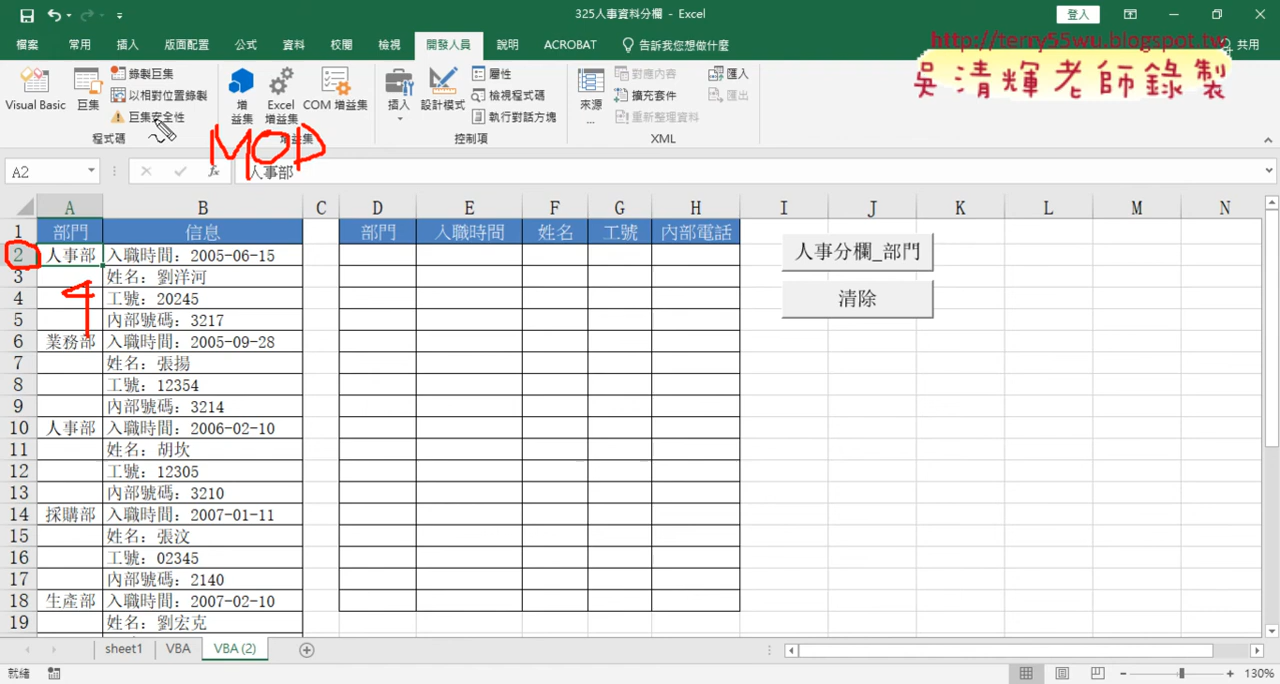 325人事資料分欄 - Excel
登入
檔案 常用 插入 版面配置 公式 資料 校閱 檢視 開發人員 說明 ACROBAT 告訴我您想做什麼 共用
http://terry55wu.blogspot.tw
吳清輝老師錄製
Visual Basic 巨集 錄製巨集 以相對位置錄製 巨集安全性 程式碼
增益集 Excel 增益集 COM 增益集 增益集
插入 設計模式 屬性 檢視程式碼 執行對話方塊 控制項
來源 ... 對應內容 擴充套件 重新整理資料 匯入 匯出 XML
MOD
A2 fx 人事部
A B C D E F G H I J K L M N
1 部門 信息 部門 入職時間 姓名 工號 內部電話
2 人事部 入職時間: 2005-06-15
3 姓名: 劉洋河
4 工號: 20245
5 內部號碼: 3217
6 業務部 入職時間: 2005-09-28
7 姓名: 張揚
8 工號: 12354
9 內部號碼: 3214
10 人事部 入職時間: 2006-02-10
11 姓名: 胡坎
12 工號: 12305
13 內部號碼: 3210
14 採購部 入職時間: 2007-01-11
15 姓名: 張汶
16 工號: 02345
17 內部號碼: 2140
18 生產部 入職時間: 2007-02-10
19 姓名: 劉宏克
4
人事分欄_部門
清除
sheet1 VBA VBA (2)
就緒 130%